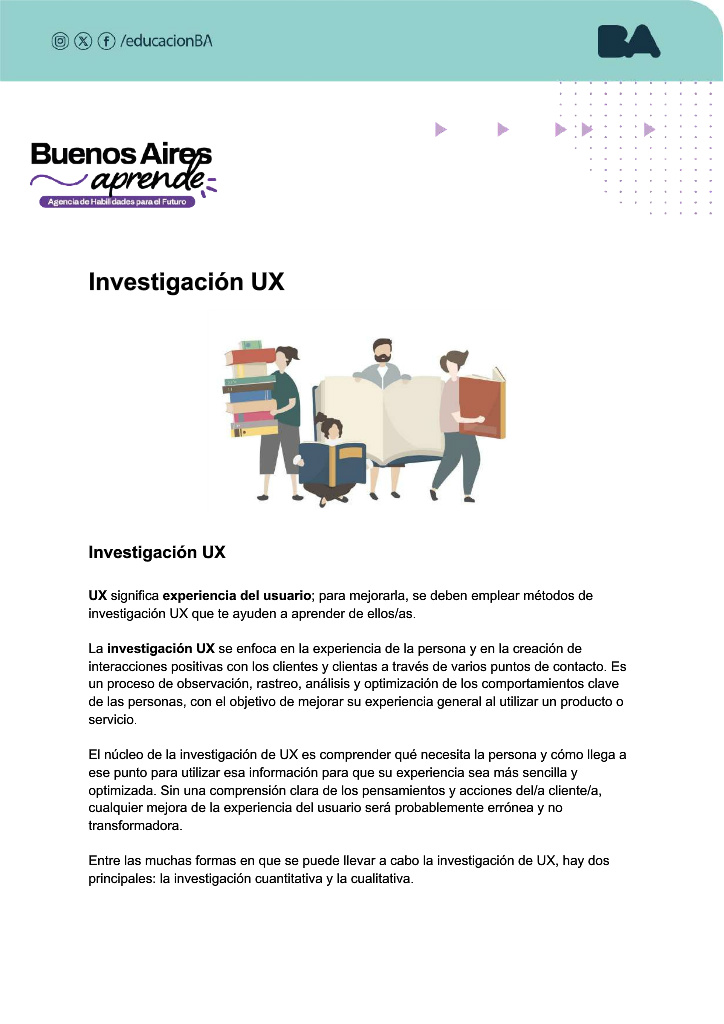 /educacionBA
BA
Buenos Aires
aprende
Agencia de Habilidades para el Futuro
Investigación UX
Investigación UX
UX significa experiencia del usuario; para mejorarla, se deben emplear métodos de
investigación UX que te ayuden a aprender de ellos/as.
La investigación UX se enfoca en la experiencia de la persona y en la creación de
interacciones positivas con los clientes y clientas a través de varios puntos de contacto. Es
un proceso de observación, rastreo, análisis y optimización de los comportamientos clave
de las personas, con el objetivo de mejorar su experiencia general al utilizar un producto o
servicio.
El núcleo de la investigación de UX es comprender qué necesita la persona y cómo llega a
ese punto para utilizar esa información para que su experiencia sea más sencilla y
optimizada. Sin una comprensión clara de los pensamientos y acciones del/a cliente/a,
cualquier mejora de la experiencia del usuario será probablemente errónea y no
transformadora.
Entre las muchas formas en que se puede llevar a cabo la investigación de UX, hay dos
principales: la investigación cuantitativa y la cualitativa.